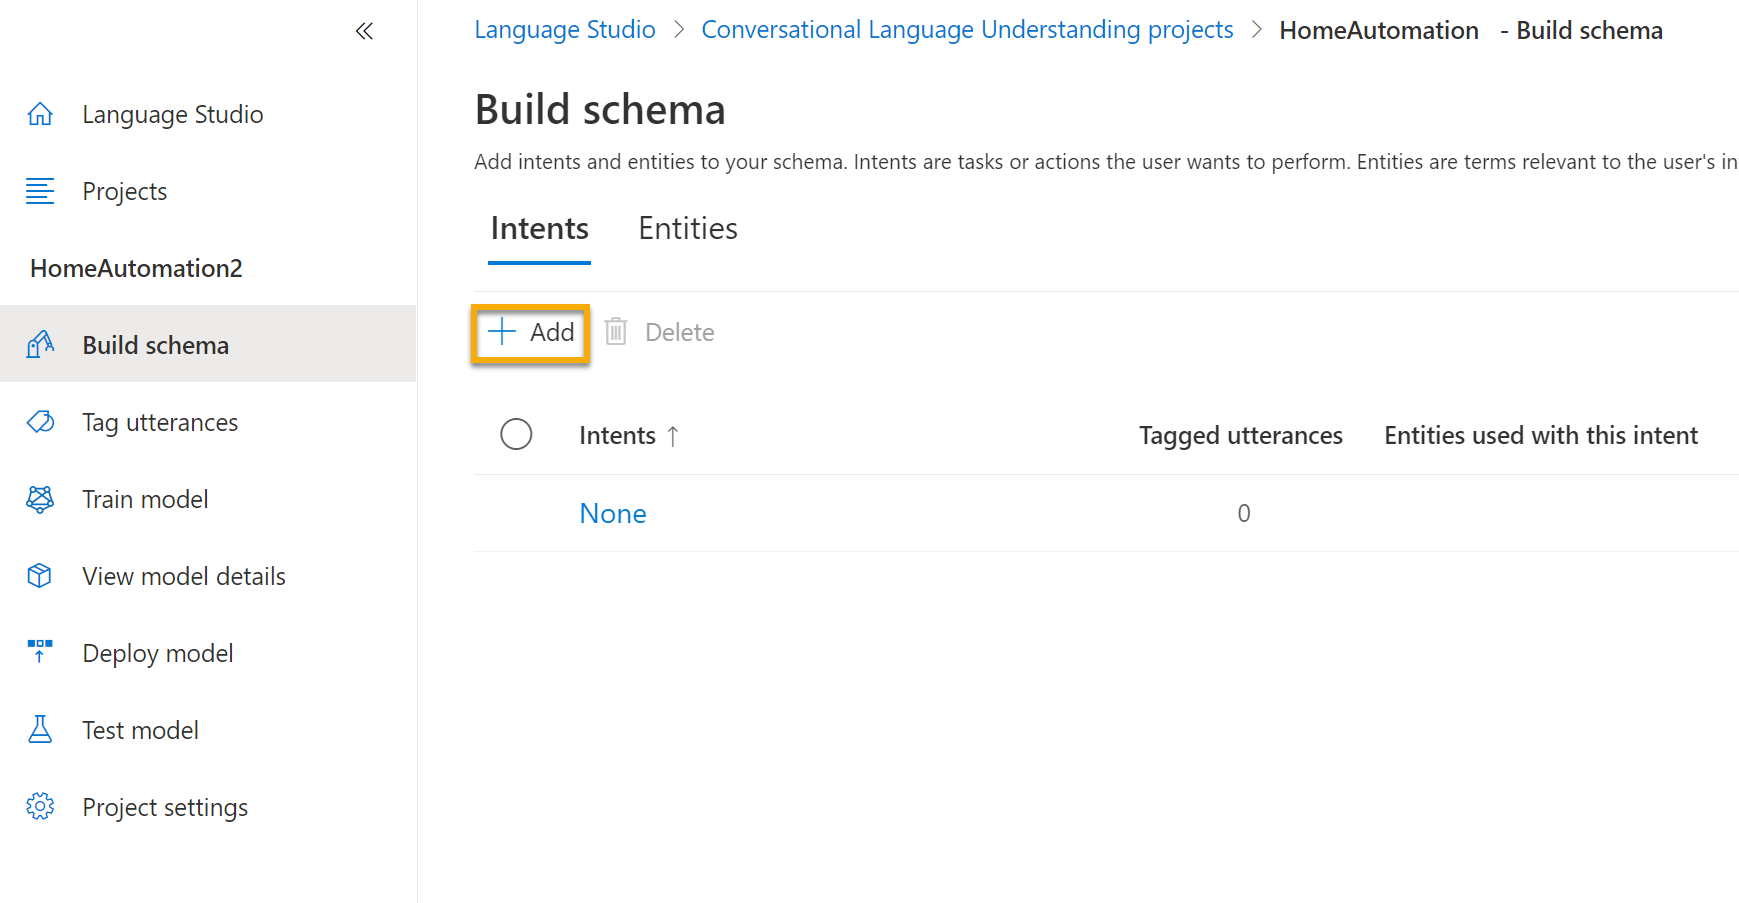 Language Studio > Conversational Language Understanding projects > HomeAutomation - Build schema
Language Studio
Projects
HomeAutomation2
Build schema
Tag utterances
Train model
View model details
Deploy model
Test model
Project settings
Build schema
Add intents and entities to your schema. Intents are tasks or actions the user wants to perform. Entities are terms relevant to the user's in
Intents Entities
Add Delete
Intents ↑ Tagged utterances Entities used with this intent
None 0